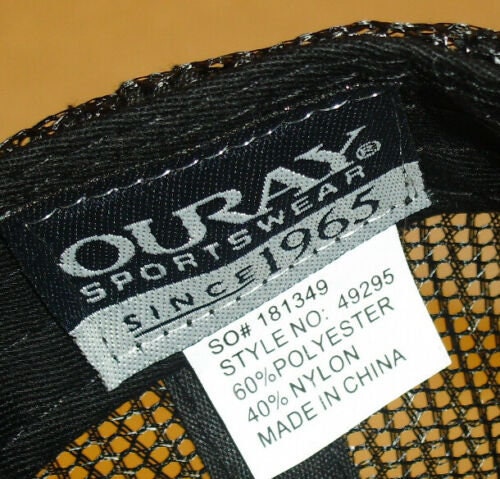 OURAY®
SPORTSWEAR
SINCE 1965
SO# 181349
STYLE NO: 49295
60%POLYESTER
40% NYLON
MADE IN CHINA